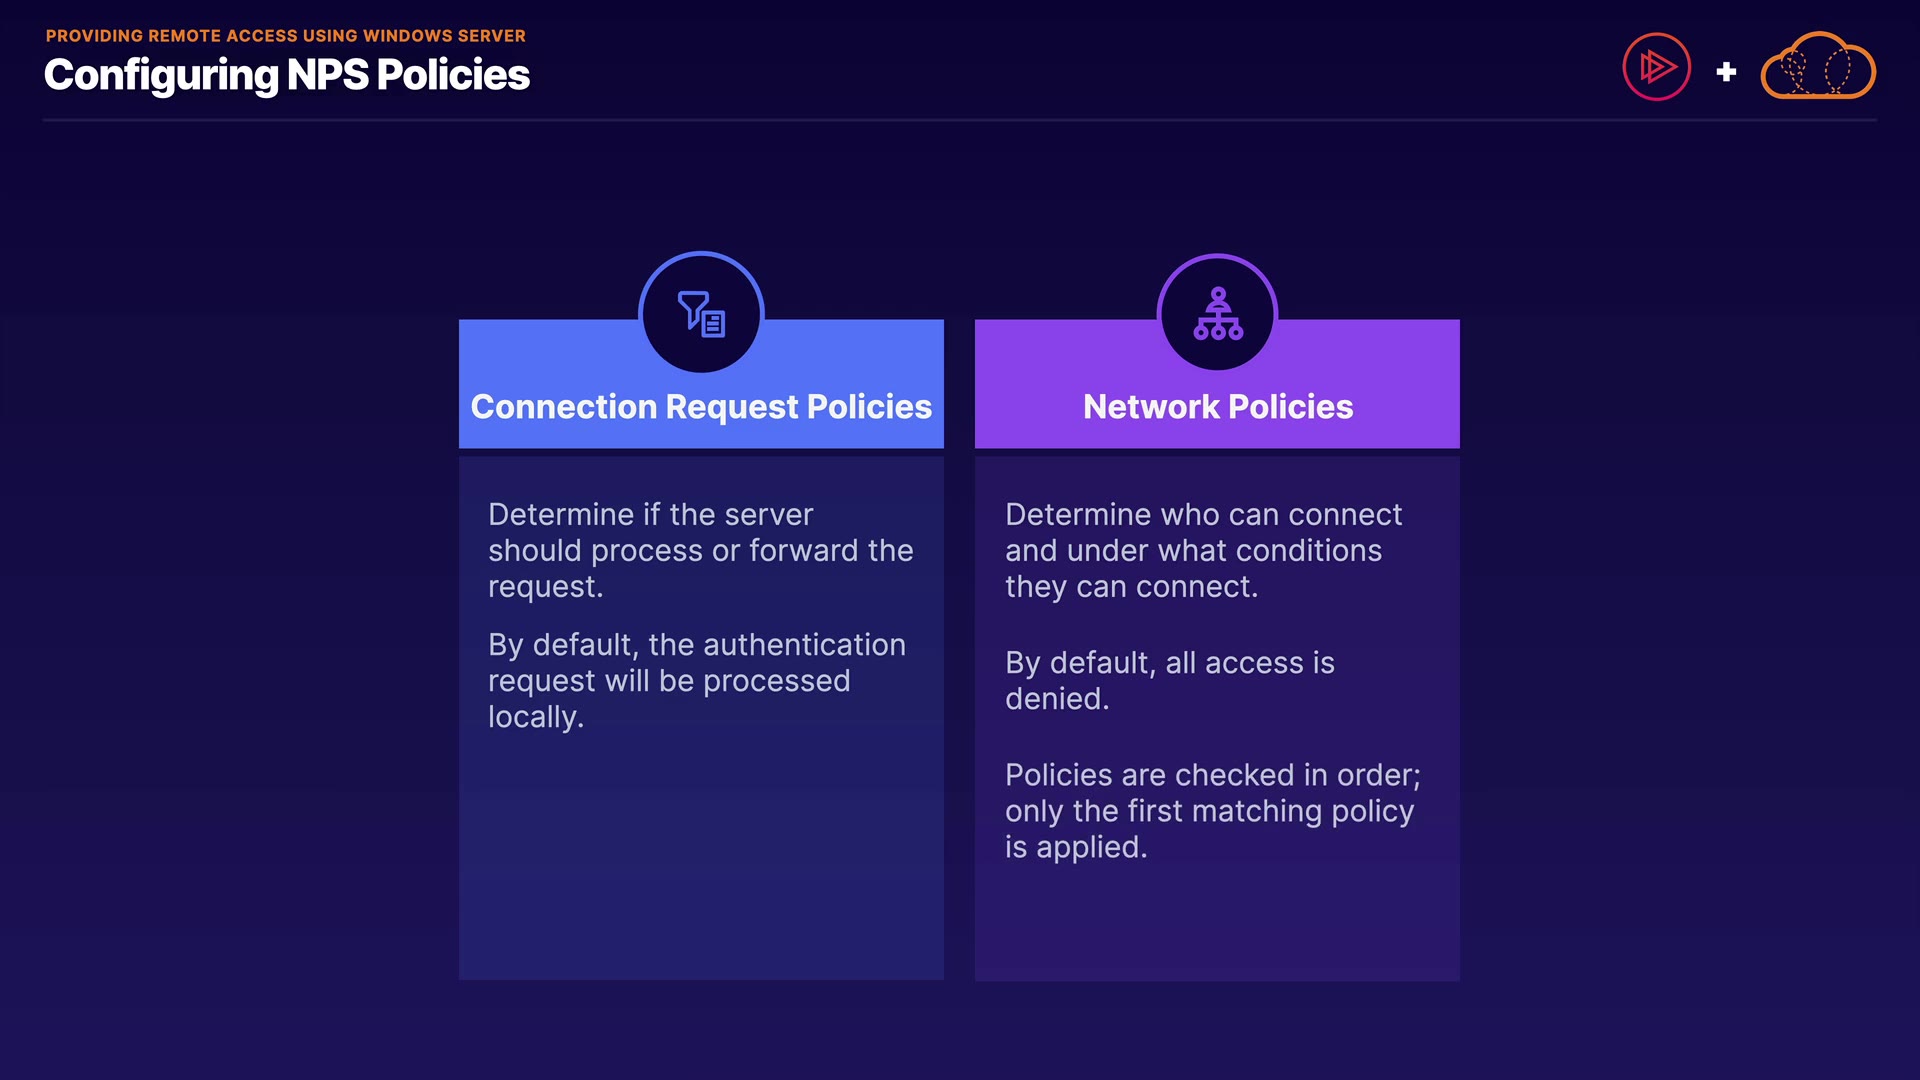 PROVIDING REMOTE ACCESS USING WINDOWS SERVER
Configuring NPS Policies
Connection Request Policies
Determine if the server
should process or forward the
request.
By default, the authentication
request will be processed
locally.
Network Policies
Determine who can connect
and under what conditions
they can connect.
By default, all access is
denied.
Policies are checked in order;
only the first matching policy
is applied.